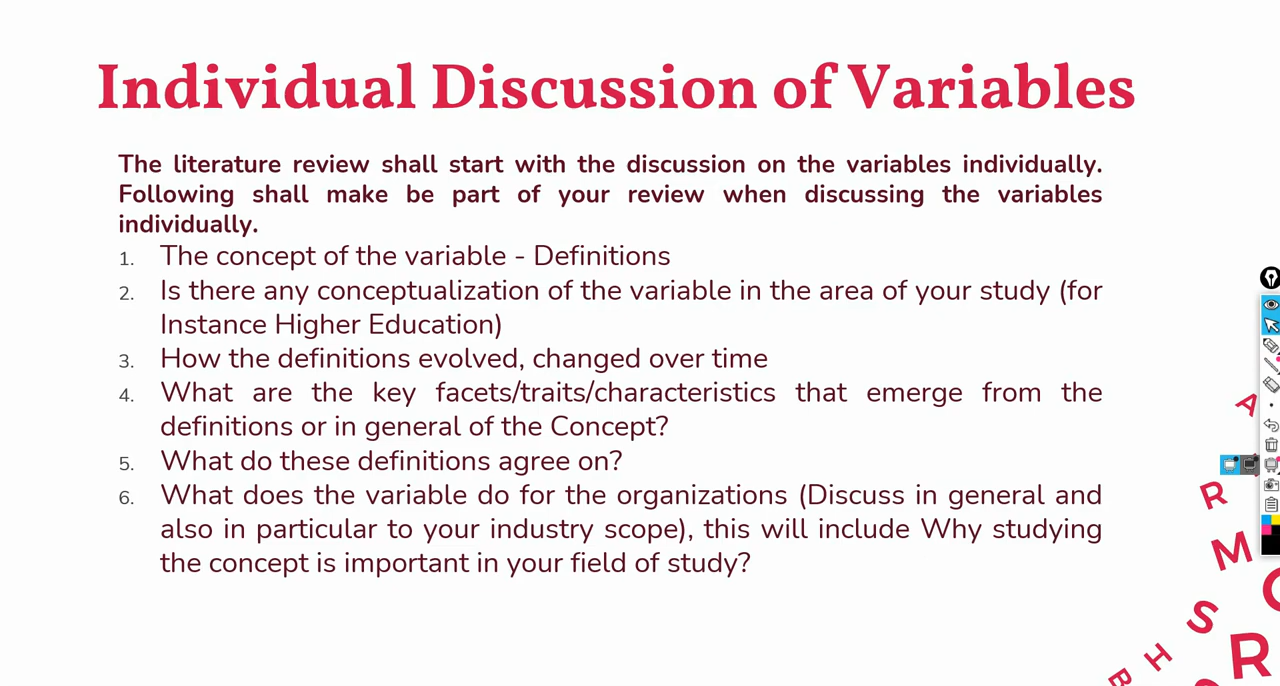 Individual Discussion of Variables
The literature review shall start with the discussion on the variables individually.
Following shall make be part of your review when discussing the variables
individually.
1. The concept of the variable - Definitions
2. Is there any conceptualization of the variable in the area of your study (for
Instance Higher Education)
3. How the definitions evolved, changed over time
4. What are the key facets/traits/characteristics that emerge from the
definitions or in general of the Concept?
5. What do these definitions agree on?
6. What does the variable do for the organizations (Discuss in general and
also in particular to your industry scope), this will include Why studying
the concept is important in your field of study?
A
R
M
S
R
H